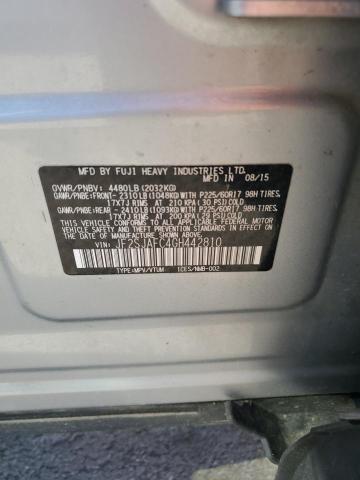 MFD BY FUJI HEAVY INDUSTRIES LTD.
MFD IN 08/15
GVWR/PNBV: 4480LB (2032KG)
GAWR/PNBE: FRONT- 2310LB (1048KG) WITH P225/60R17 98H TIRES,
17X7J RIMS AT 210 KPA ( 30 PSI) COLD
GAWR/PNBE: REAR - 2410LB (1093KG) WITH P225/60R17 98H TIRES,
17X7J RIMS AT 200 KPA ( 29 PSI) COLD
THIS VEHICLE CONFORMS TO ALL APPLICABLE FEDERAL MOTOR VEHICLE
SAFETY, BUMPER, AND THEFT PREVENTION STANDARDS
IN EFFECT ON THE DATE OF MANUFACTURE SHOWN ABOVE.
VIN: JF2SJAFC4GH442810
TYPE:MPV/VTUM ICES/NMB-002